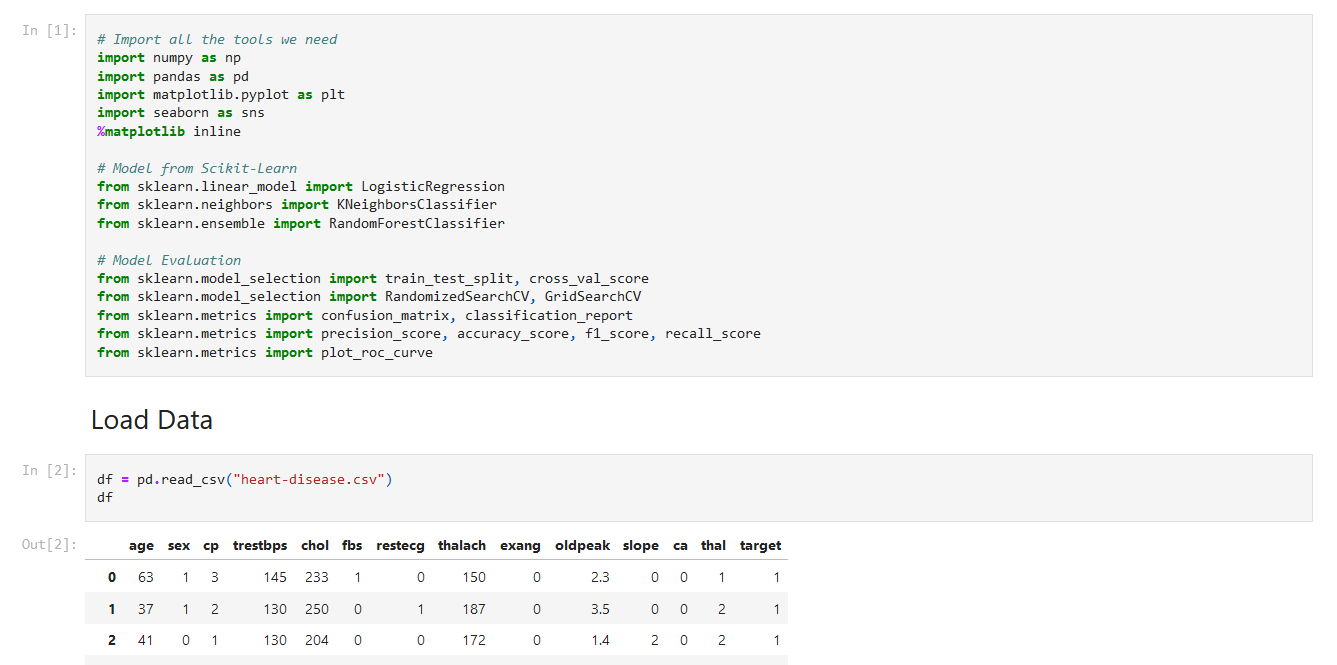 In [1]:
# Import all the tools we need
import numpy as np
import pandas as pd
import matplotlib.pyplot as plt
import seaborn as sns
%matplotlib inline
# Model from Scikit-Learn
from sklearn.linear_model import LogisticRegression
from sklearn.neighbors import KNeighborsClassifier
from sklearn.ensemble import RandomForestClassifier
# Model Evaluation
from sklearn.model_selection import train_test_split, cross_val_score
from sklearn.model_selection import RandomizedSearchCV, GridSearchCV
from sklearn.metrics import confusion_matrix, classification_report
from sklearn.metrics import precision_score, accuracy_score, f1_score, recall_score
from sklearn.metrics import plot_roc_curve
Load Data
In [2]:
df = pd.read_csv("heart-disease.csv")
df
Out[2]:
age sex cp trestbps chol fbs restecg thalach exang oldpeak slope ca thal target
0 63 1 3 145 233 1 0 150 0 2.3 0 0 1 1
1 37 1 2 130 250 0 1 187 0 3.5 0 0 2 1
2 41 0 1 130 204 0 0 172 0 1.4 2 0 2 1